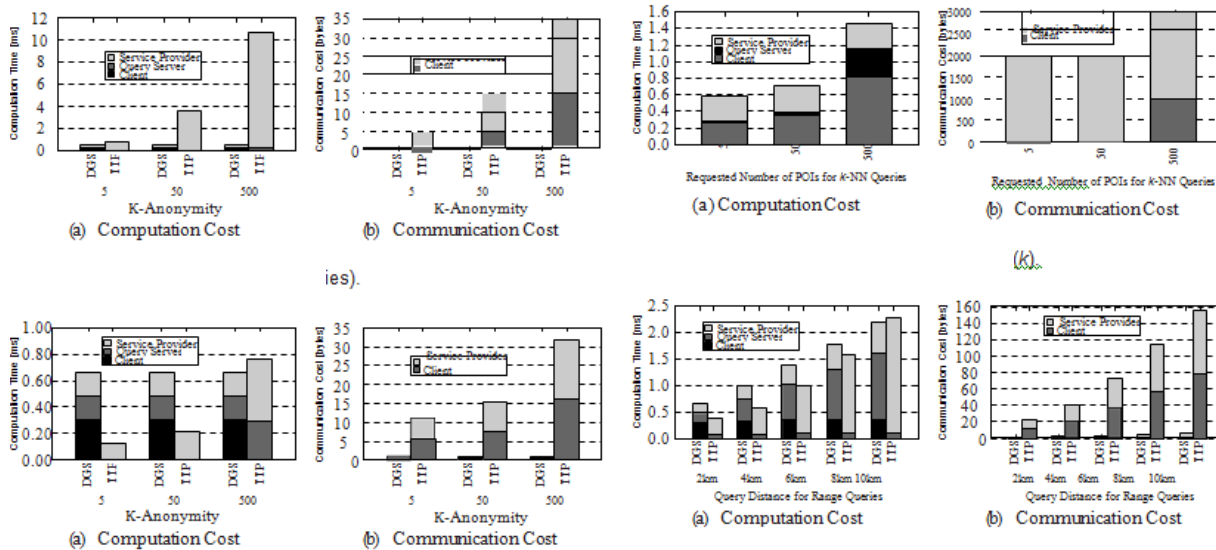 Computation Time [ms]
12
10
8
6
4
2
0
Service Provider
Query Server
Client
DGS
TTF
DGS
TTP
DGS
TTF
5
50
500
K-Anonymity
(a) Computation Cost
Communication Cost [bytes]
35
30
25
25
20
15
10
5
0
Client
DGS
TTP
DGS
TTP
DGS
TTP
5
50
500
K-Anonymity
(b) Communication Cost
Computation Time [ms]
1.6
1.4
1.2
1.0
0.8
0.6
0.4
0.2
0.0
Service Provider
Query Server
Client
5
50
500
Requested Number of POIs for k-NN Queries
(a) Computation Cost
Communication Cost [bytes]
3000
2500
2000
1500
1000
500
0
Service Provider
Client
5
50
500
Requested Number of POIs for k-NN Queries
(b) Communication Cost
ies).
(k).
Computation Time [ms]
1.00
0.80
0.60
0.40
0.20
0.00
Service Provider
Query Server
Client
DGS
TTF
DGS
TTP
DGS
TTP
5
50
500
K-Anonymity
(a) Computation Cost
Communication Cost [bytes]
35
30
25
20
15
10
5
0
Service Provider
Client
DGS
TTP
DGS
TTP
DGS
TTP
5
50
500
K-Anonymity
(b) Communication Cost
Computation Time [ms]
2.5
2.0
1.5
1.0
0.5
0.0
Service Provider
Query Server
Client
DGS
TTP
DGS
TTP
DGS
TTP
DGS
TTP
DGS
TTP
2km
4km
6km
8km
10km
Query Distance for Range Queries
(a) Computation Cost
Communication Cost [bytes]
160
140
120
100
80
60
40
20
0
Service Provider
Client
DGS
TTP
DGS
TTP
DGS
TTP
DGS
TTP
DGS
TTP
2km
4km
6km
8km
10km
Query Distance for Range Queries
(b) Communication Cost